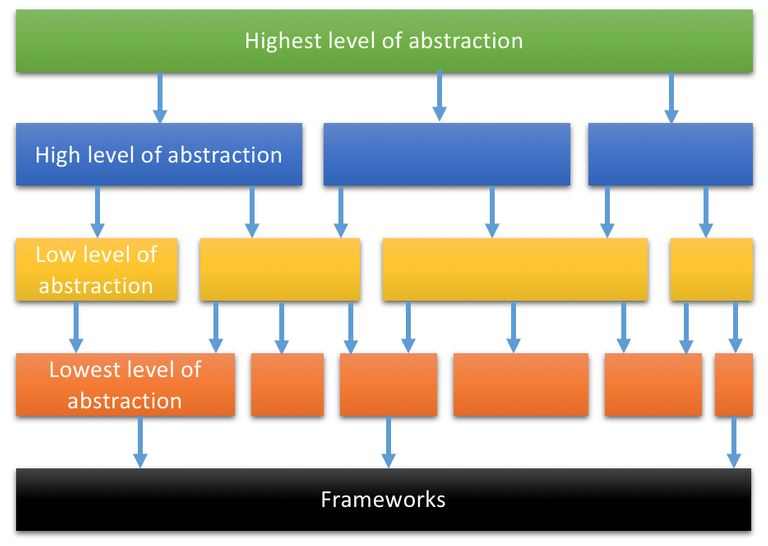 Highest level of abstraction
High level of abstraction
Low level of
abstraction
Lowest level of
abstraction
Frameworks